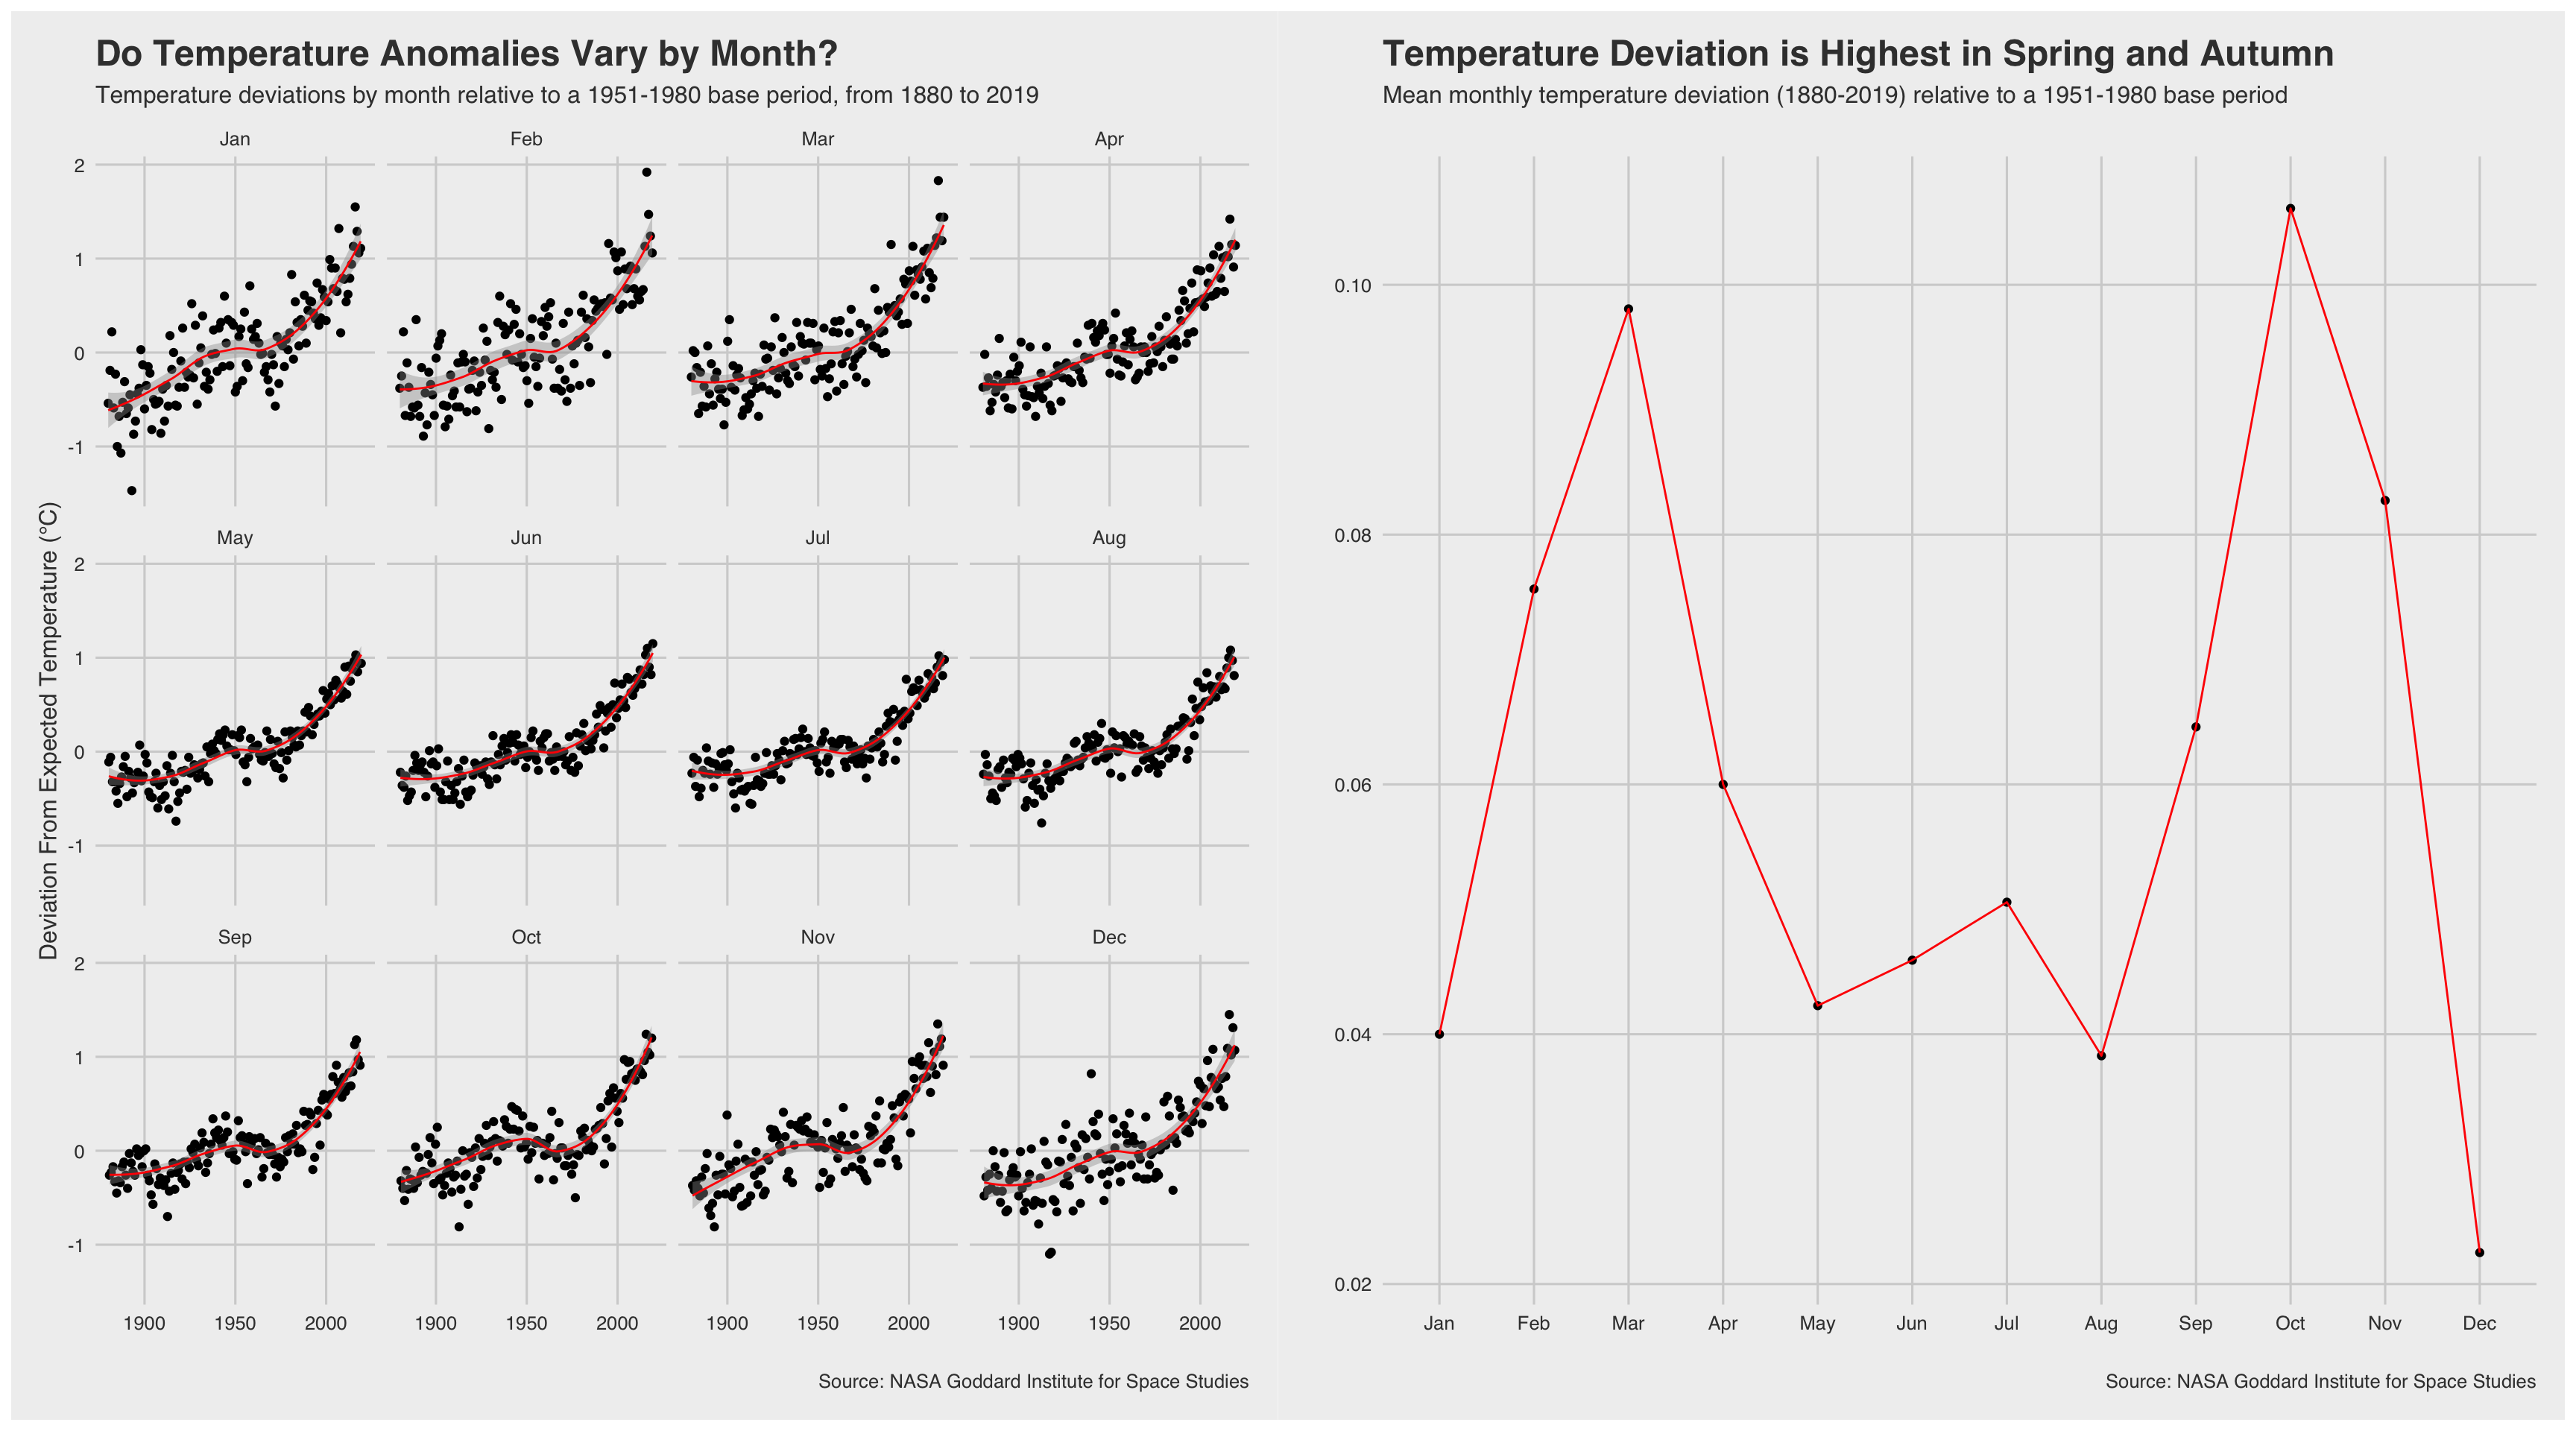 Do Temperature Anomalies Vary by Month?
Temperature deviations by month relative to a 1951-1980 base period, from 1880 to 2019
Deviation From Expected Temperature (°C)
Jan Feb Mar Apr
2
1
0
-1
May Jun Jul Aug
2
1
0
-1
Sep Oct Nov Dec
2
1
0
-1
1900 1950 2000 1900 1950 2000 1900 1950 2000 1900 1950 2000
Source: NASA Goddard Institute for Space Studies
Temperature Deviation is Highest in Spring and Autumn
Mean monthly temperature deviation (1880-2019) relative to a 1951-1980 base period
0.10
0.08
0.06
0.04
0.02
Jan Feb Mar Apr May Jun Jul Aug Sep Oct Nov Dec
Source: NASA Goddard Institute for Space Studies